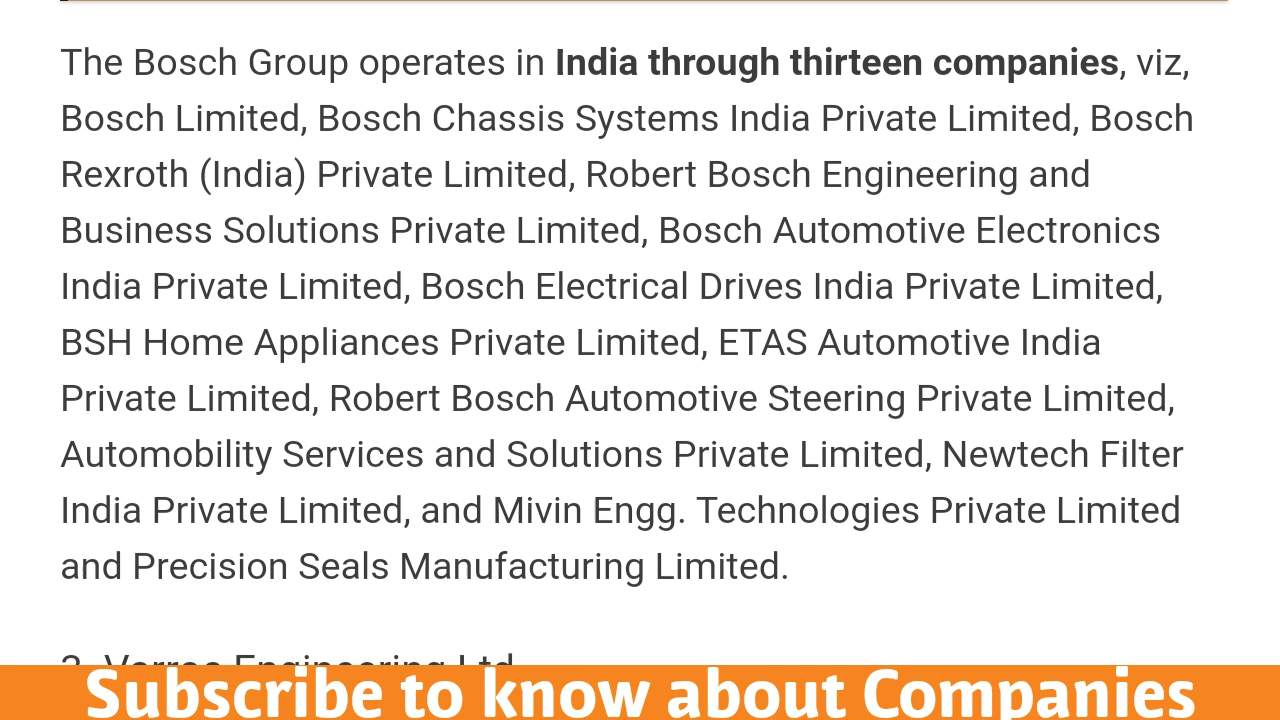 The Bosch Group operates in India through thirteen companies, viz,
Bosch Limited, Bosch Chassis Systems India Private Limited, Bosch
Rexroth (India) Private Limited, Robert Bosch Engineering and
Business Solutions Private Limited, Bosch Automotive Electronics
India Private Limited, Bosch Electrical Drives India Private Limited,
BSH Home Appliances Private Limited, ETAS Automotive India
Private Limited, Robert Bosch Automotive Steering Private Limited,
Automobility Services and Solutions Private Limited, Newtech Filter
India Private Limited, and Mivin Engg. Technologies Private Limited
and Precision Seals Manufacturing Limited.
Engineering Ltd
Subscribe to know about Companies